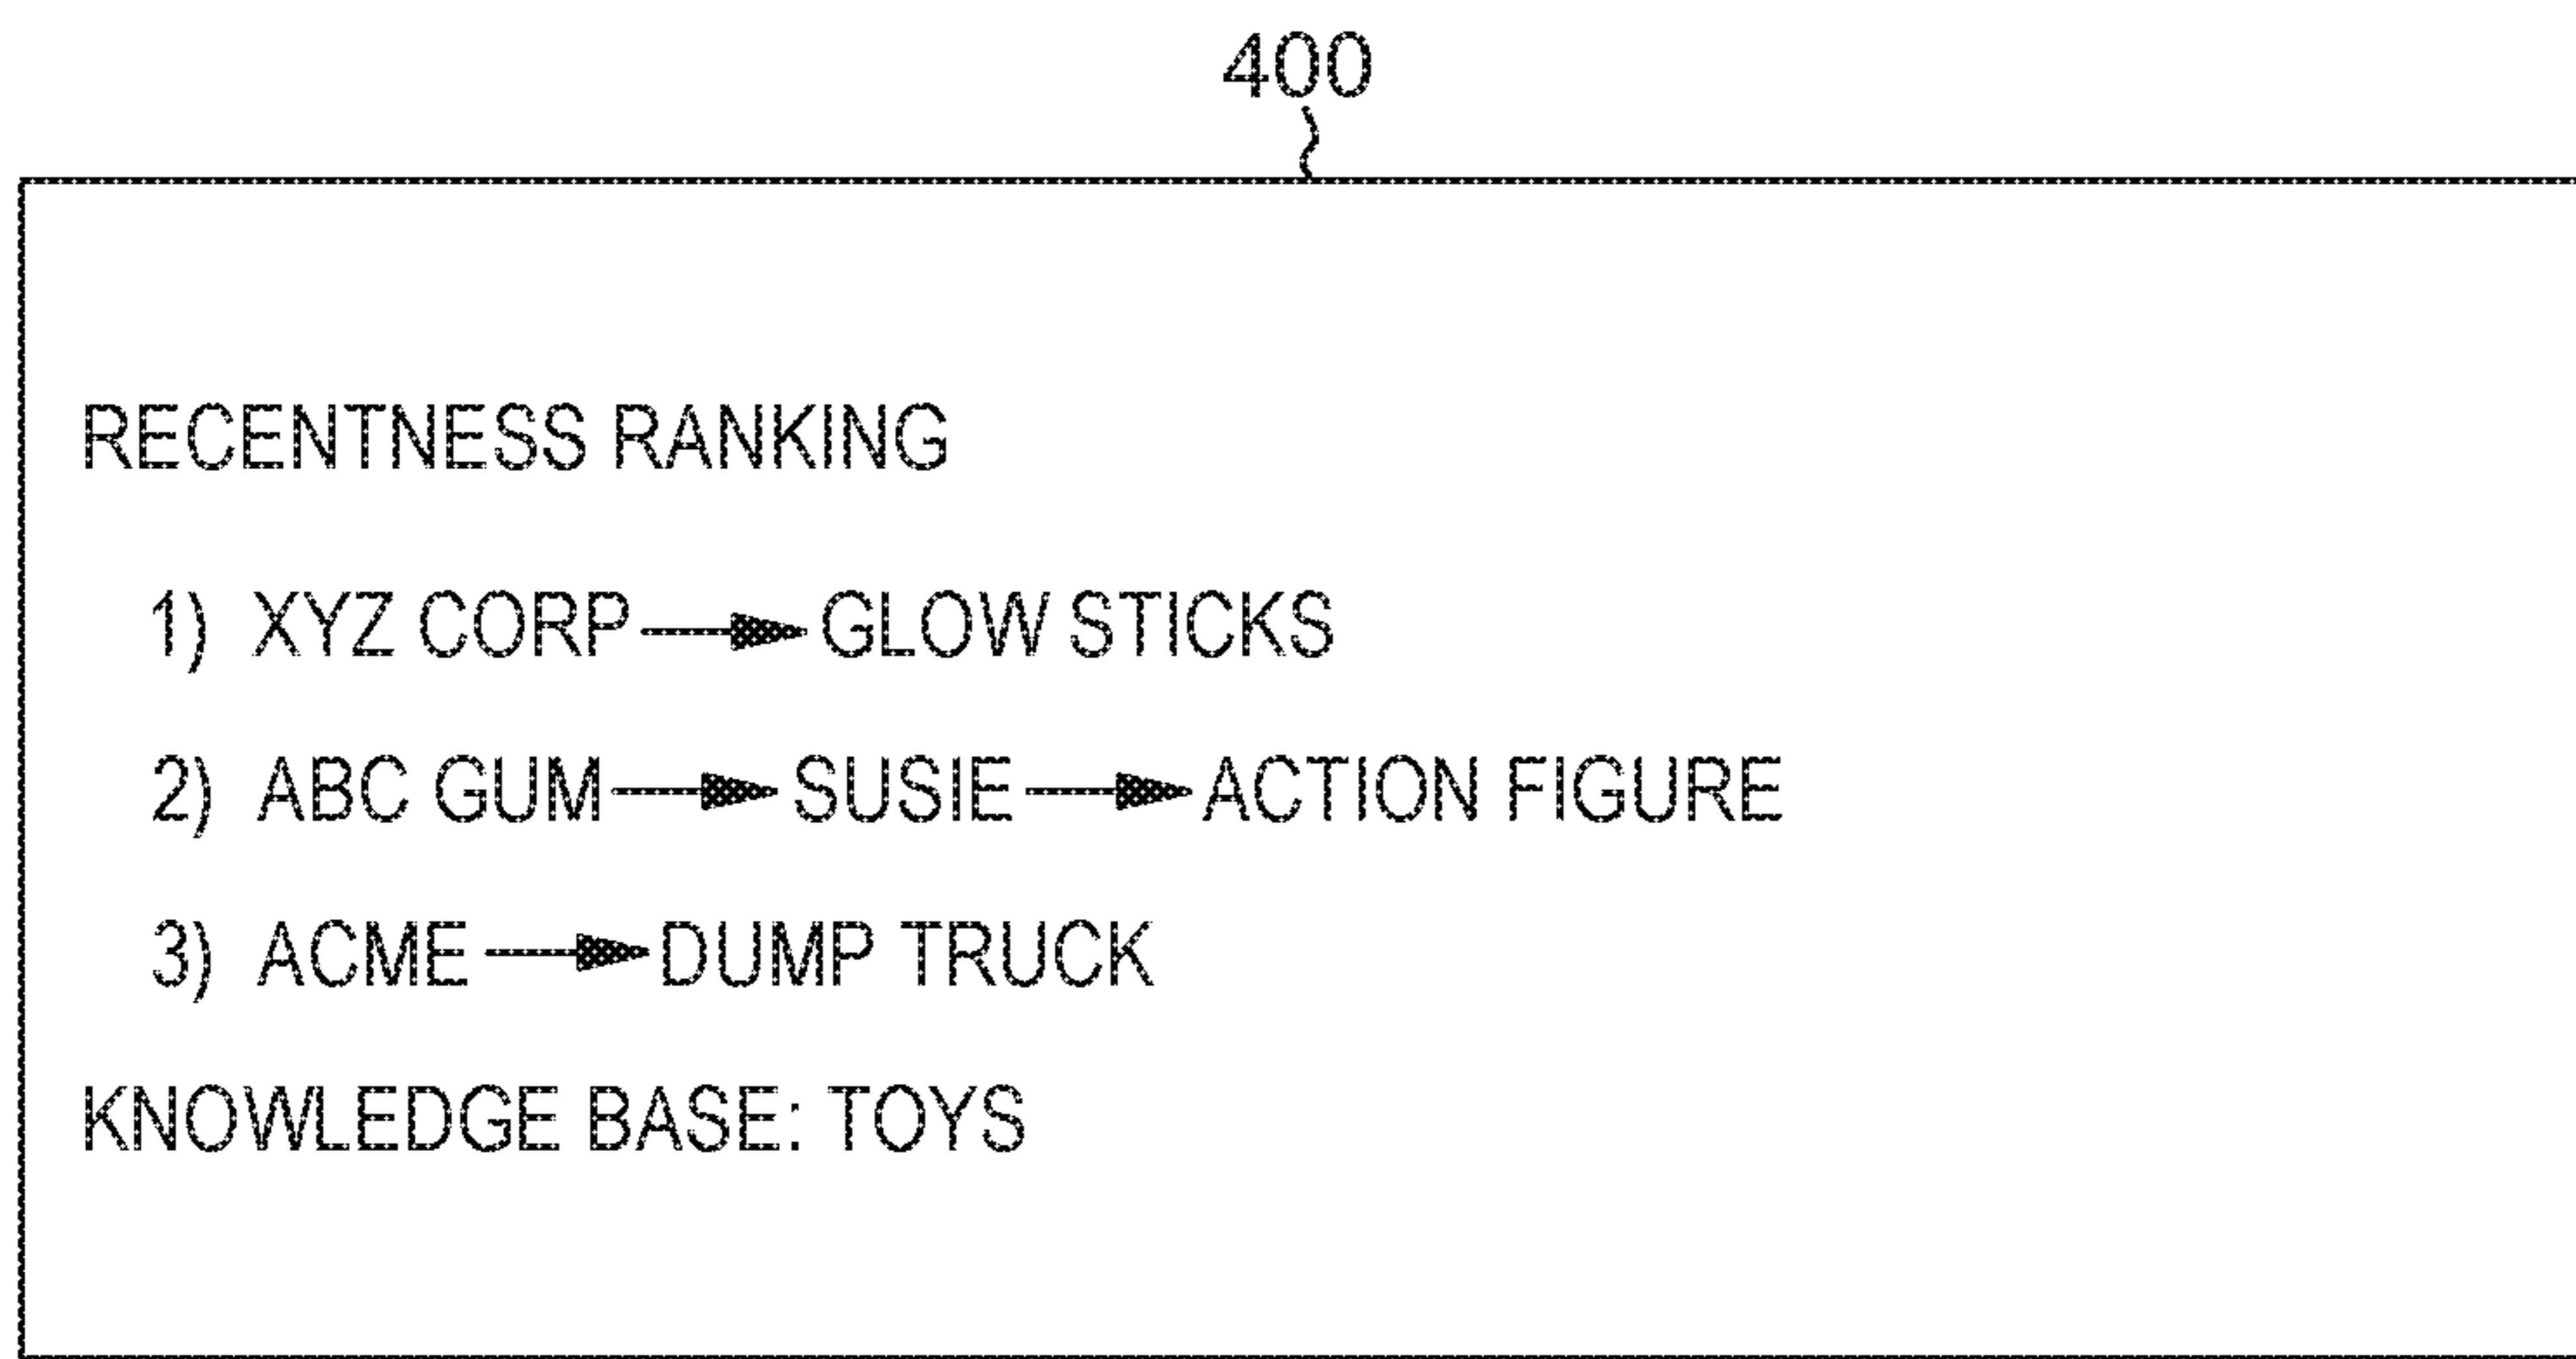 400
RECENTNESS RANKING
1) XYZ CORP → GLOW STICKS
2) ABC GUM → SUSIE → ACTION FIGURE
3) ACME → DUMP TRUCK
KNOWLEDGE BASE: TOYS